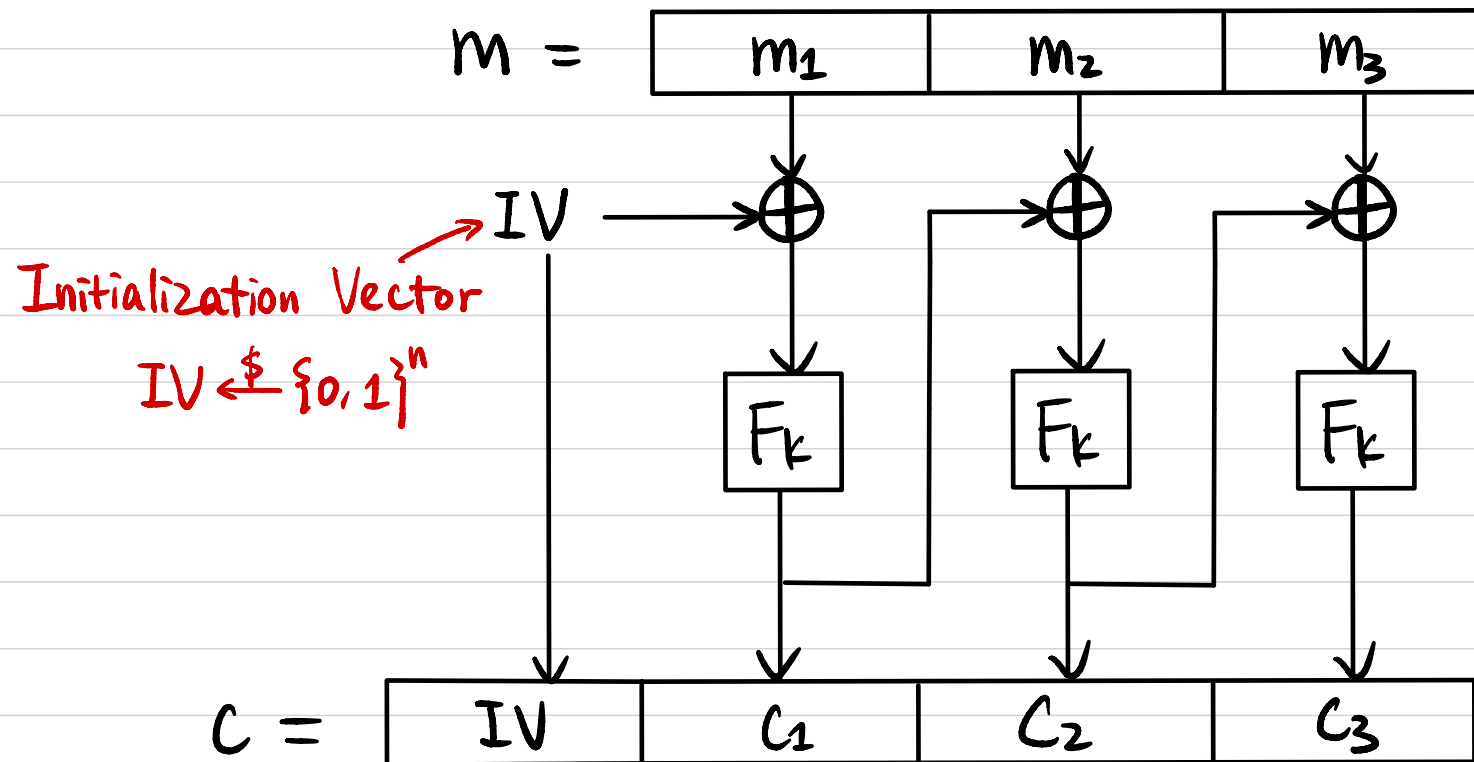 m = m₁ m₂ m₃
IV
Initialization Vector
IV ←$ {0,1}ⁿ
Fₖ Fₖ Fₖ
C = IV C₁ C₂ C₃